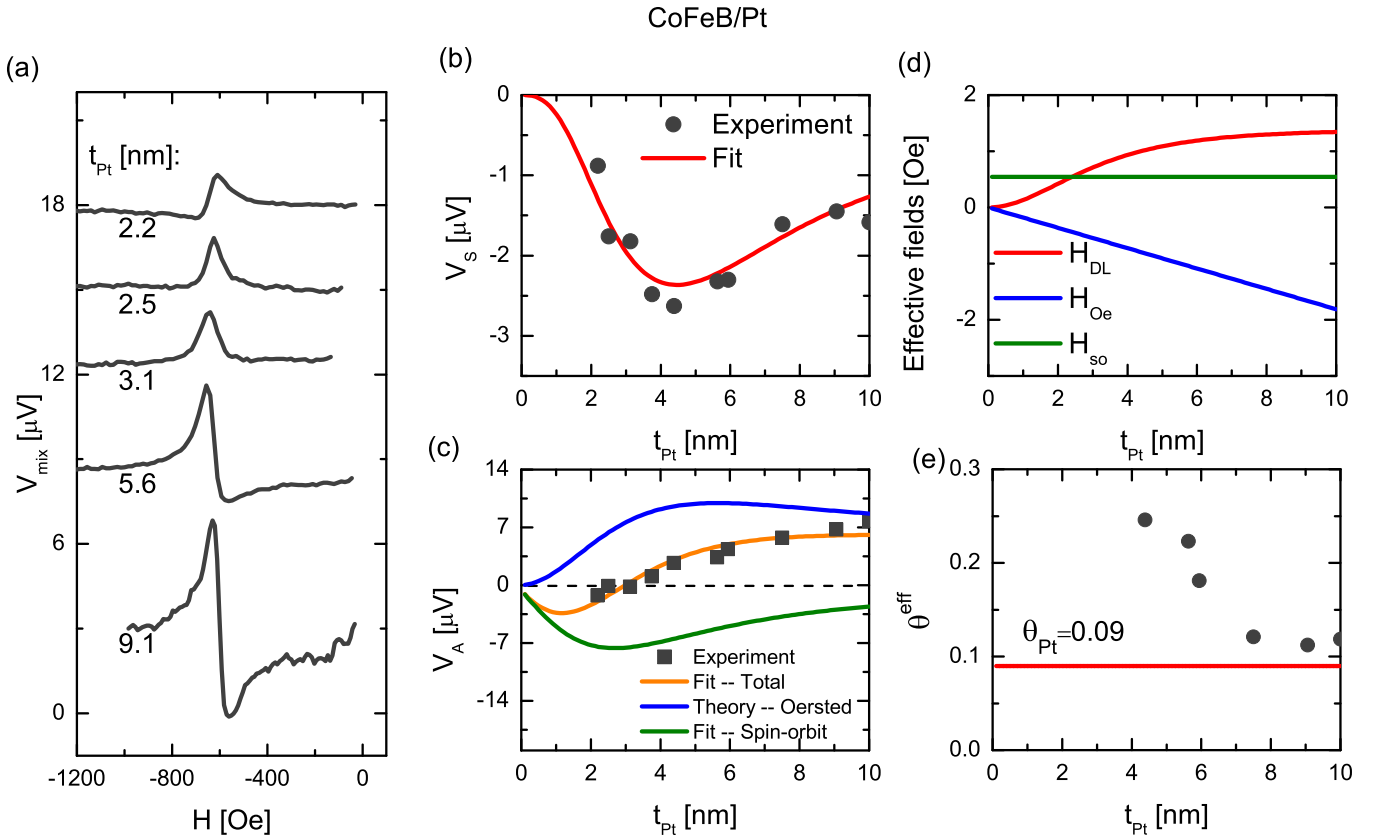 CoFeB/Pt
(a)
t_Pt [nm]:
2.2
2.5
3.1
5.6
9.1
18
12
6
0
V_mix [µV]
-1200
-800
-400
0
H [Oe]
(b)
0
-1
-2
-3
V_S [µV]
Experiment
Fit
0
2
4
6
8
10
t_Pt [nm]
(c)
14
7
0
-7
-14
V_A [µV]
Experiment
Fit -- Total
Theory -- Oersted
Fit -- Spin-orbit
0
2
4
6
8
10
t_Pt [nm]
(d)
2
0
-2
Effective fields [Oe]
H_DL
H_Oe
H_so
0
2
4
6
8
10
t_Pt [nm]
(e)
0.3
0.2
0.1
0.0
θ^eff
θ_Pt=0.09
0
2
4
6
8
10
t_Pt [nm]